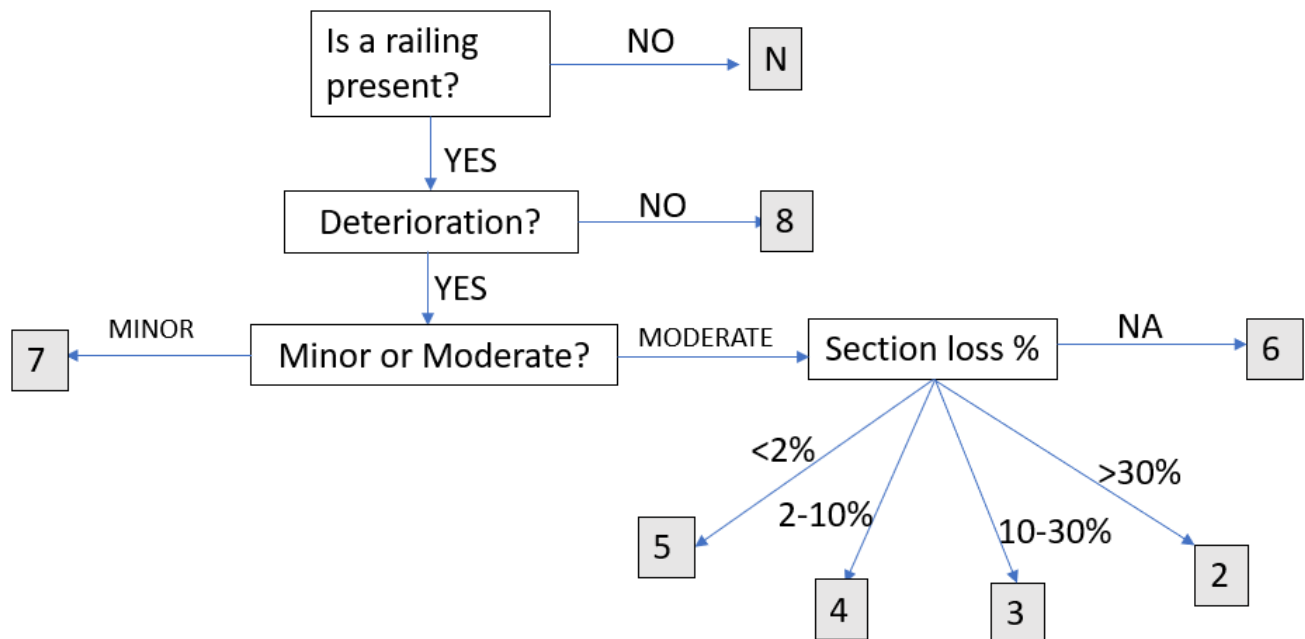 Is a railing
present?
NO
N
YES
Deterioration?
NO
8
YES
7
MINOR
Minor or Moderate?
MODERATE
Section loss %
NA
6
<2%
2-10%
10-30%
>30%
5
4
3
2